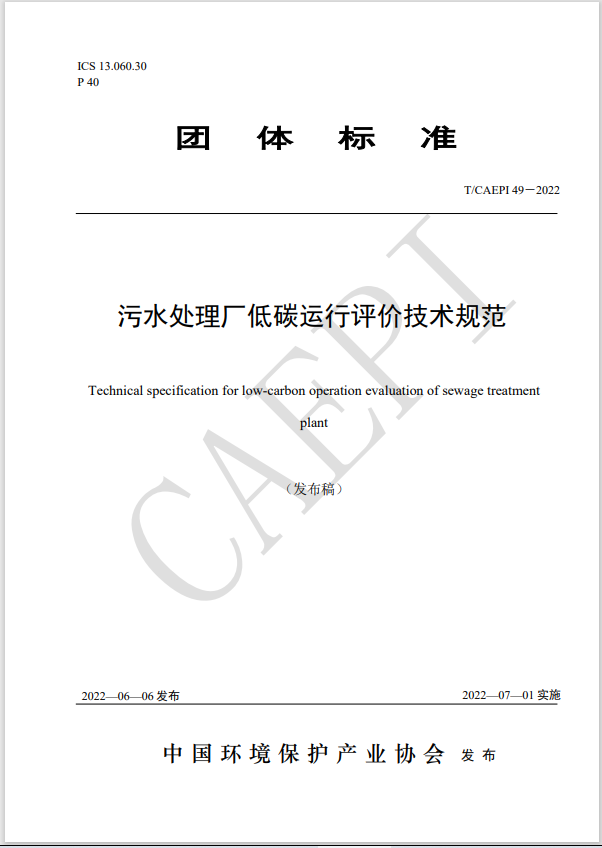 ICS 13.060.30
P 40
团体标准
T/CAEPI 49－2022
污水处理厂低碳运行评价技术规范
Technical specification for low-carbon operation evaluation of sewage treatment
plant
（发布稿）
CAEPI
2022—06—06 发布
2022—07—01 实施
中国环境保护产业协会 发布